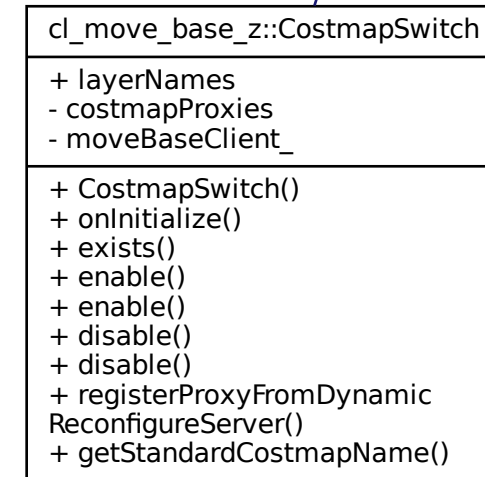 cl_move_base_z::CostmapSwitch
+ layerNames
- costmapProxies
- moveBaseClient_
+ CostmapSwitch()
+ onInitialize()
+ exists()
+ enable()
+ enable()
+ disable()
+ disable()
+ registerProxyFromDynamic
ReconfigureServer()
+ getStandardCostmapName()